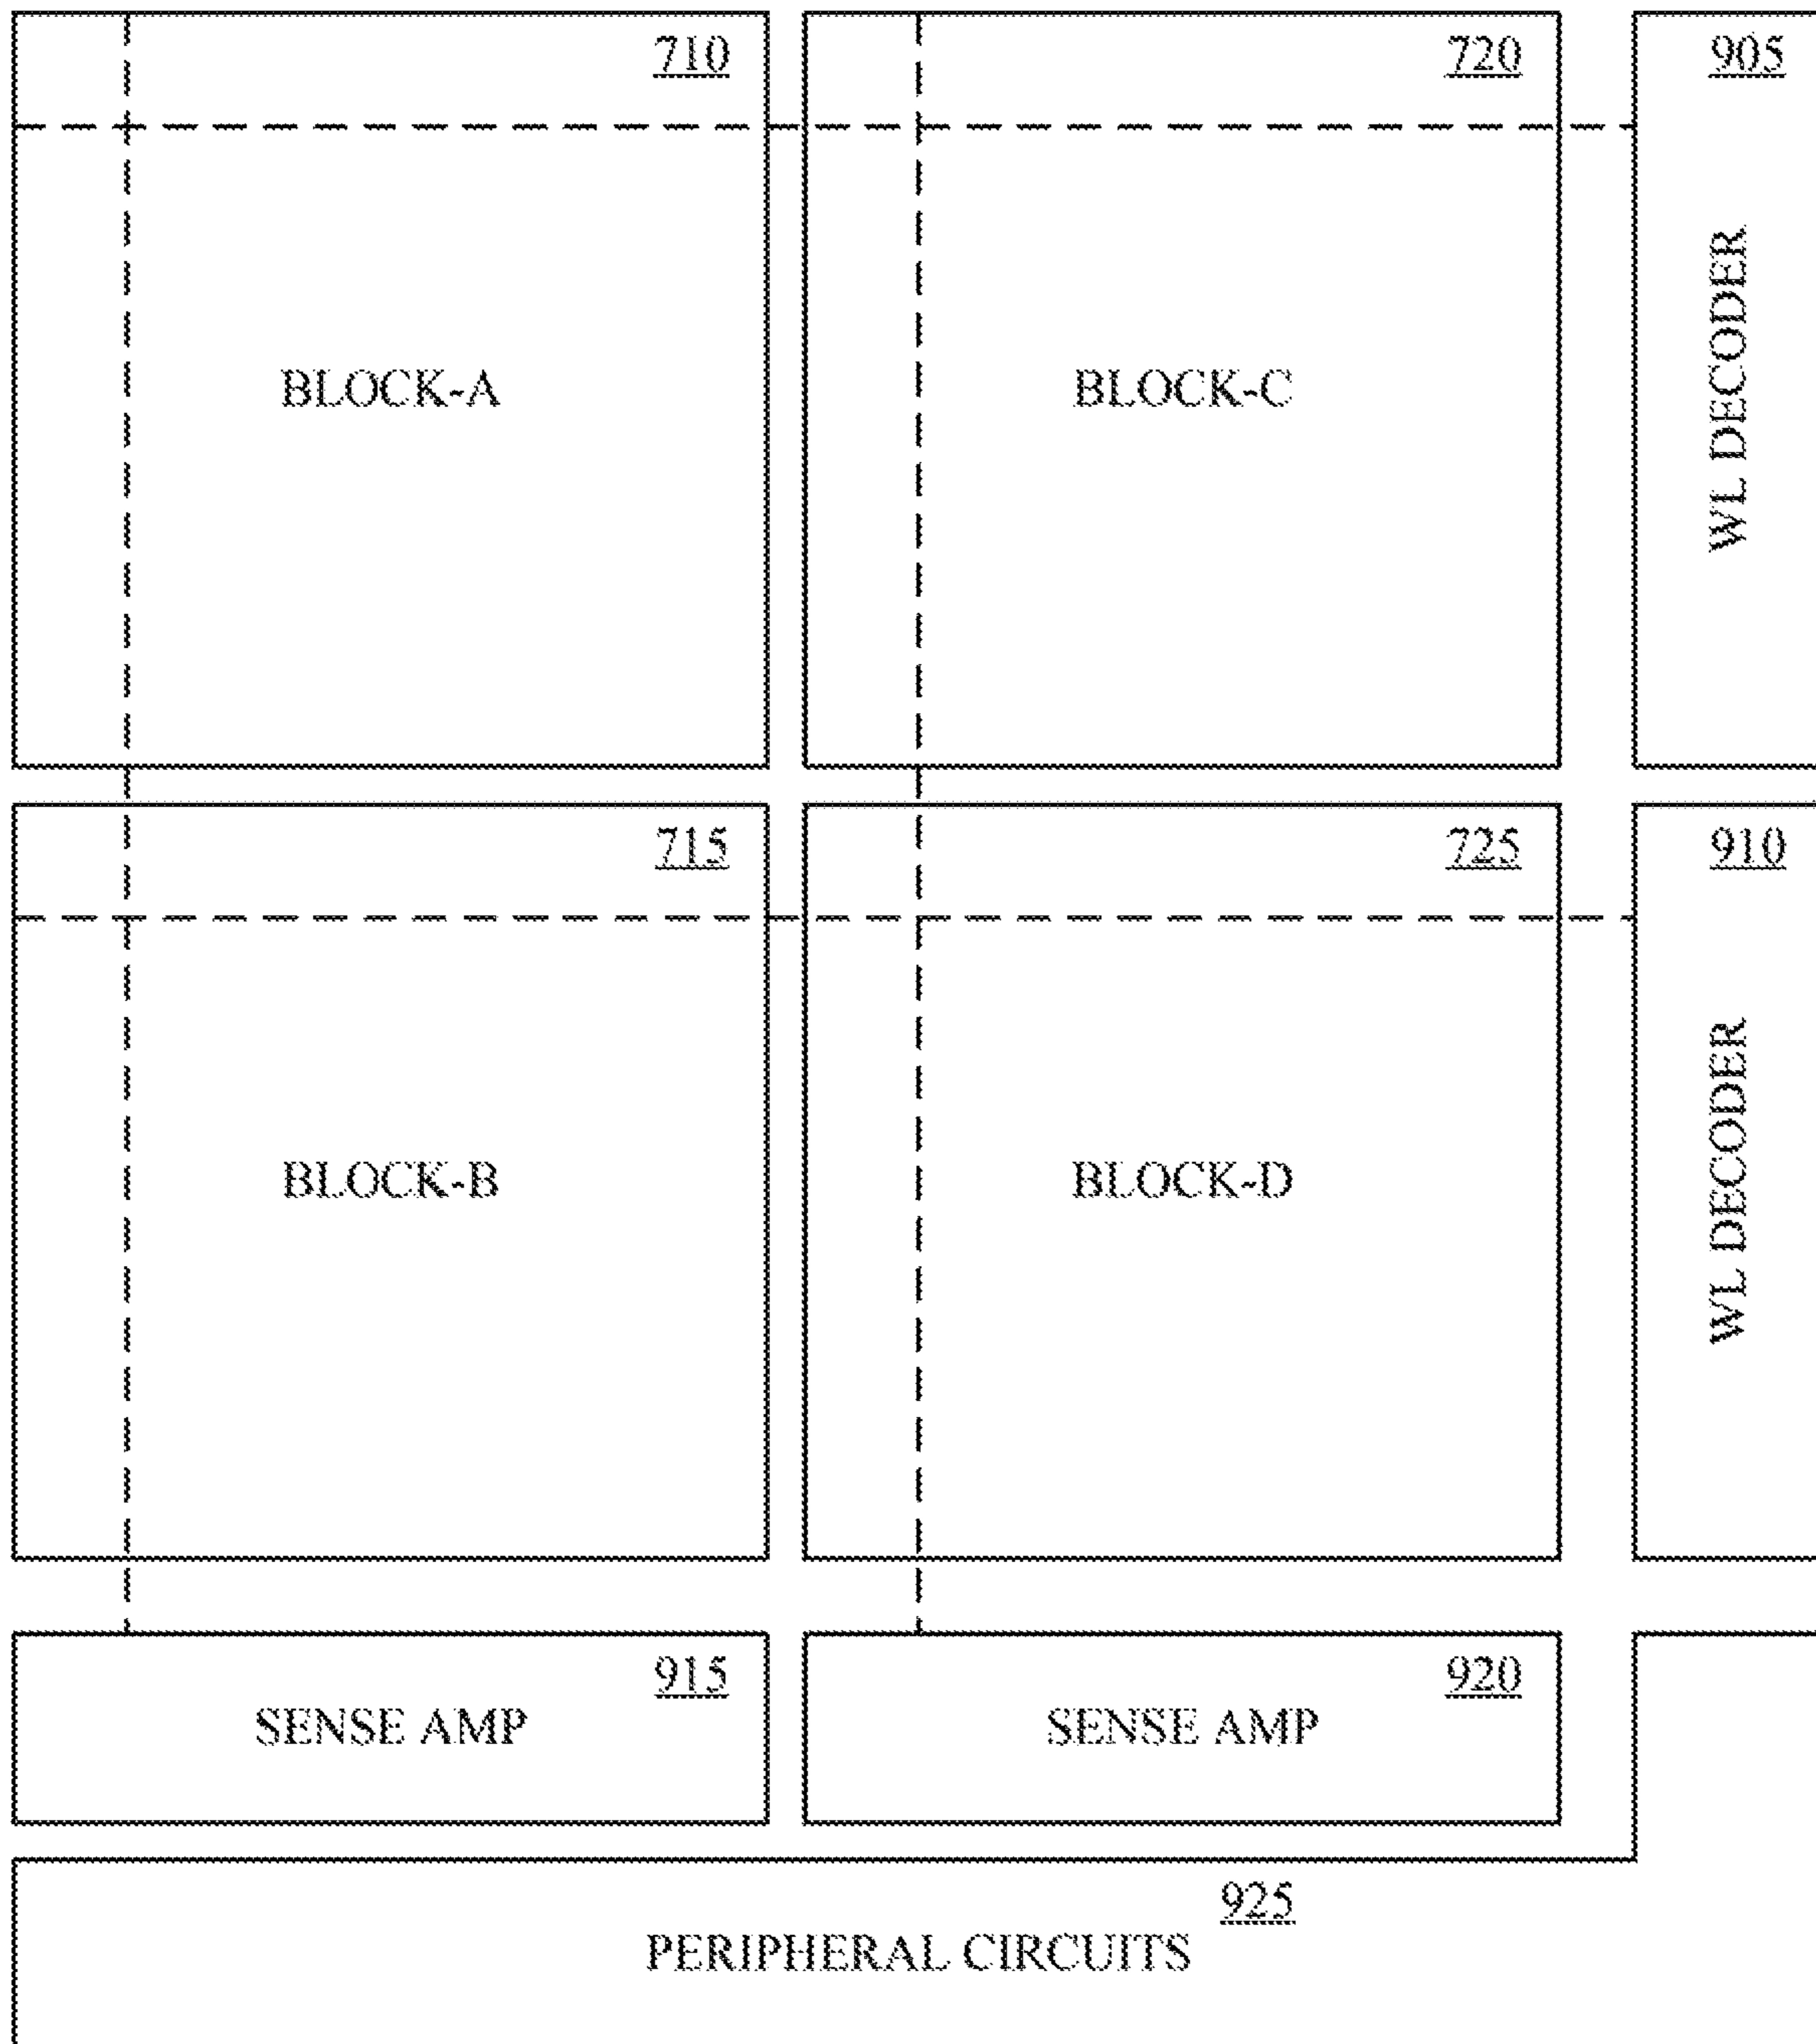 710
720
905
BLOCK-A
BLOCK-C
WL DECODER
715
725
910
BLOCK-B
BLOCK-D
WL DECODER
915
920
SENSE AMP
SENSE AMP
925
PERIPHERAL CIRCUITS